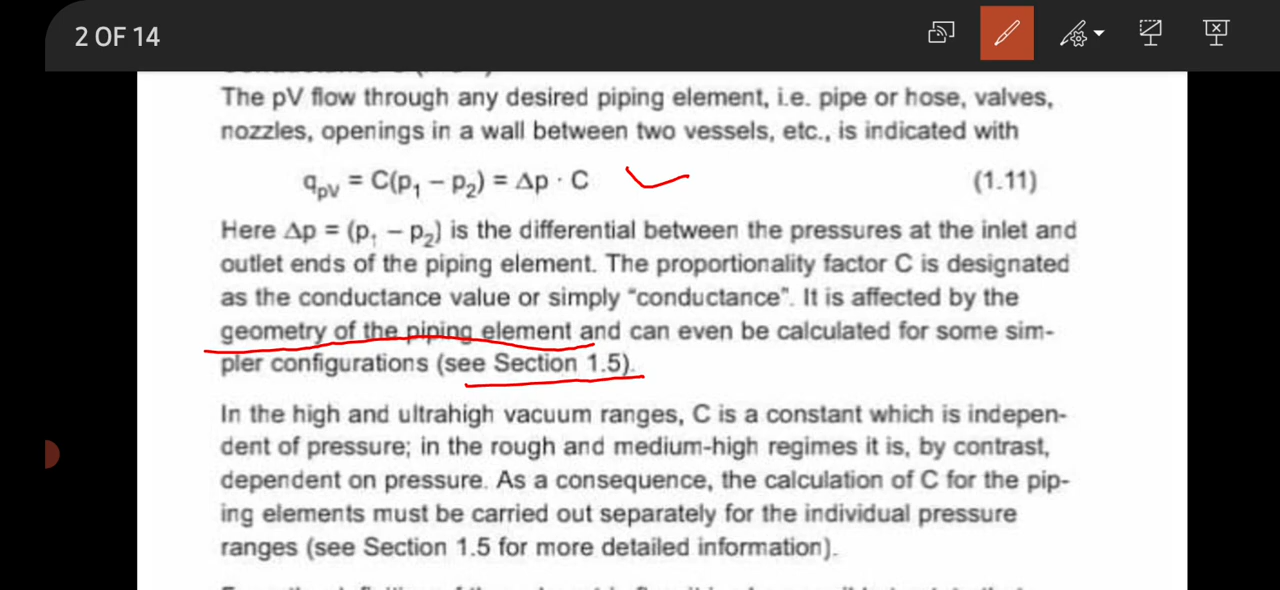 2 OF 14
The pV flow through any desired piping element, i.e. pipe or hose, valves,
nozzles, openings in a wall between two vessels, etc., is indicated with
qpV = C(p1 – p2) = Δp · C (1.11)
Here Δp = (p1 – p2) is the differential between the pressures at the inlet and
outlet ends of the piping element. The proportionality factor C is designated
as the conductance value or simply "conductance". It is affected by the
geometry of the piping element and can even be calculated for some sim-
pler configurations (see Section 1.5).
In the high and ultrahigh vacuum ranges, C is a constant which is indepen-
dent of pressure; in the rough and medium-high regimes it is, by contrast,
dependent on pressure. As a consequence, the calculation of C for the pip-
ing elements must be carried out separately for the individual pressure
ranges (see Section 1.5 for more detailed information).